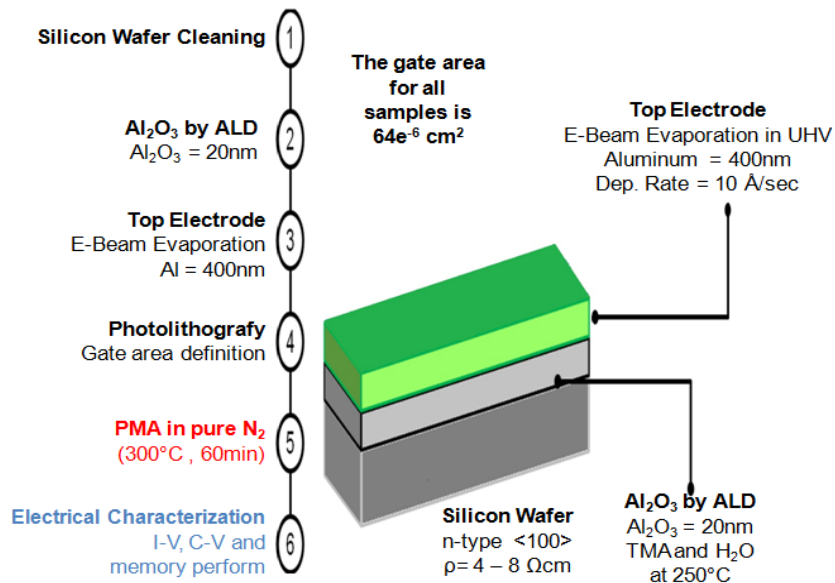 Silicon Wafer Cleaning
1
Al₂O₃ by ALD
Al₂O₃ = 20nm
2
Top Electrode
E-Beam Evaporation
Al = 400nm
3
Photolithografy
Gate area definition
4
PMA in pure N₂
(300°C , 60min)
5
Electrical Characterization
I-V, C-V and
memory perform
6
The gate area
for all
samples is
64e⁻⁶ cm²
Top Electrode
E-Beam Evaporation in UHV
Aluminum = 400nm
Dep. Rate = 10 Å/sec
Silicon Wafer
n-type <100>
ρ= 4 – 8 Ωcm
Al₂O₃ by ALD
Al₂O₃ = 20nm
TMA and H₂O
at 250°C